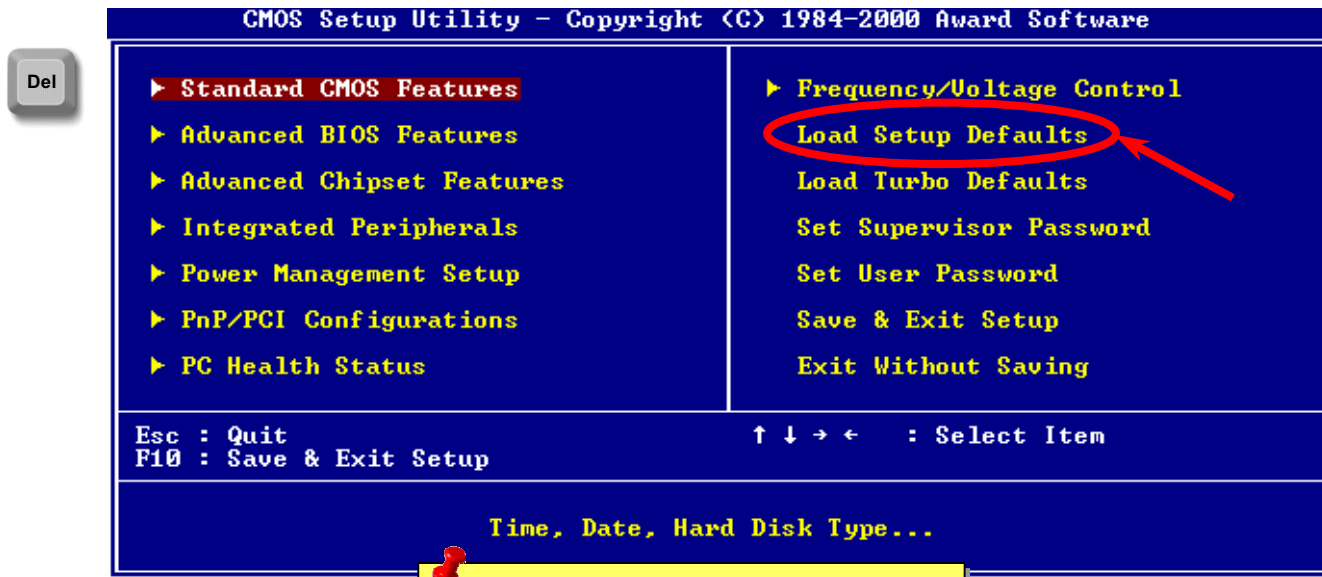 CMOS Setup Utility - Copyright (C) 1984-2000 Award Software
Del
Standard CMOS Features
Advanced BIOS Features
Advanced Chipset Features
Integrated Peripherals
Power Management Setup
PnP/PCI Configurations
PC Health Status
Frequency/Voltage Control
Load Setup Defaults
Load Turbo Defaults
Set Supervisor Password
Set User Password
Save & Exit Setup
Exit Without Saving
Esc : Quit
F10 : Save & Exit Setup
↑ ↓ → ← : Select Item
Time, Date, Hard Disk Type...